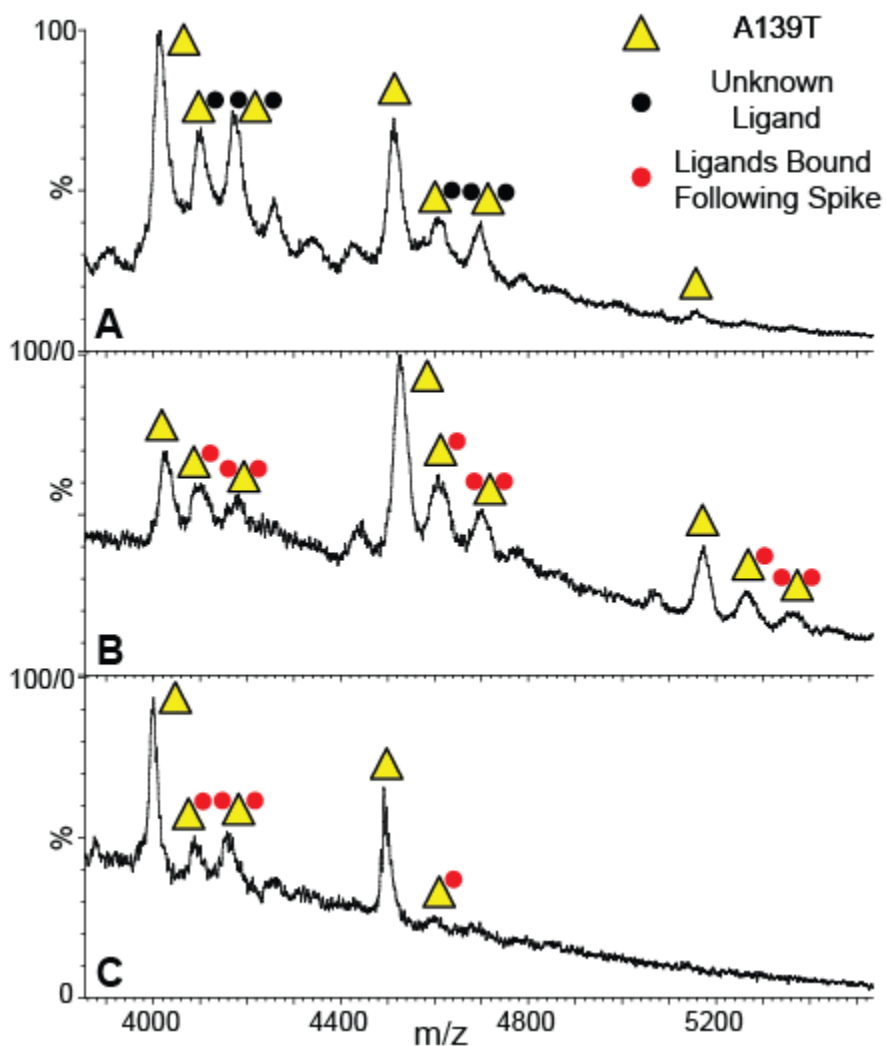 100
%
A
A139T
Unknown
Ligand
Ligands Bound
Following Spike
100/0
%
B
100/0
%
C
0
4000
4400
4800
5200
m/z